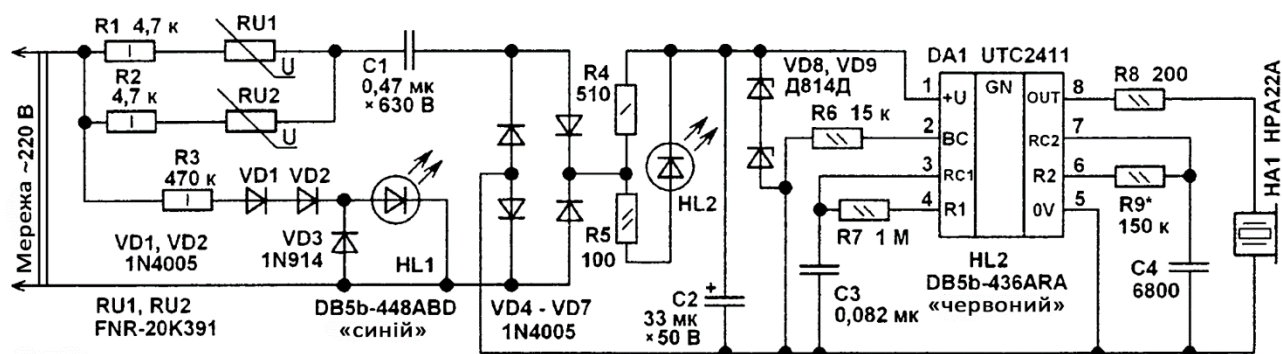 Мережа ~220 В
R1 4,7 к
RU1
U
R2
4,7 к
RU2
U
R3
470 к
VD1 VD2
VD1, VD2
1N4005
VD3
1N914
HL1
RU1, RU2
FNR-20K391
DB5b-448ABD
«синій»
C1
0,47 мк
×630 В
VD4 - VD7
1N4005
R4
510
R5
100
HL2
+
C2
33 мк
×50 В
VD8, VD9
Д814Д
R6 15 к
R7 1 М
C3
0,082 мк
DA1 UTC2411
GN
1
+U
2
BC
3
RC1
4
R1
OUT
8
RC2
7
R2
6
0V
5
HL2
DB5b-436ARA
«червоний»
R8 200
R9*
150 к
C4
6800
HA1 HPA22A